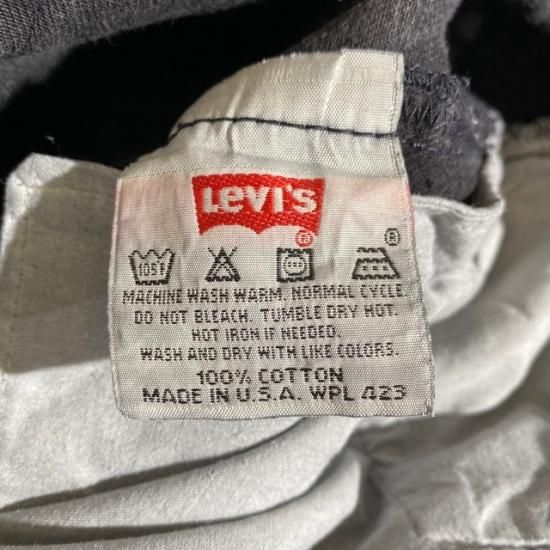 LEVI'S
®
105F
®
MACHINE WASH WARM, NORMAL CYCLE.
DO NOT BLEACH. TUMBLE DRY HOT.
HOT IRON IF NEEDED.
WASH AND DRY WITH LIKE COLORS.
100% COTTON
MADE IN U.S.A. WPL 423